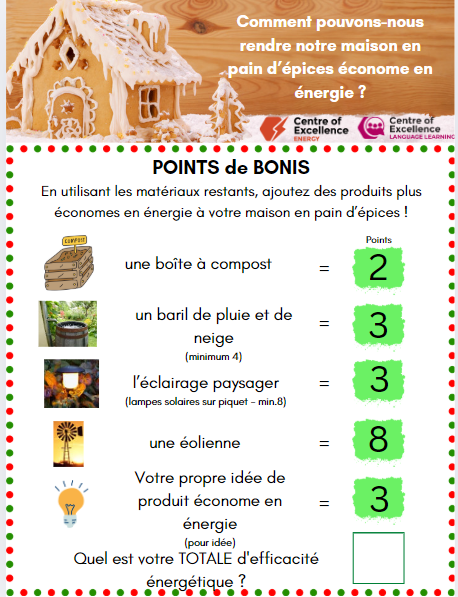 Comment pouvons-nous
rendre notre maison en
pain d'épices économe en
énergie ?
Centre of
Excellence
ENERGY
Centre of
Excellence
LANGUAGE LEARNING
POINTS de BONIS
En utilisant les matériaux restants, ajoutez des produits plus
économes en énergie à votre maison en pain d'épices !
Points
COMPOST
une boîte à compost = 2
un baril de pluie et de
neige = 3
(minimum 4)
l'éclairage paysager = 3
(lampes solaires sur piquet - min.8)
une éolienne = 8
Votre propre idée de
produit économe en = 3
énergie
(pour idée)
Quel est votre TOTALE d'efficacité
énergétique ?